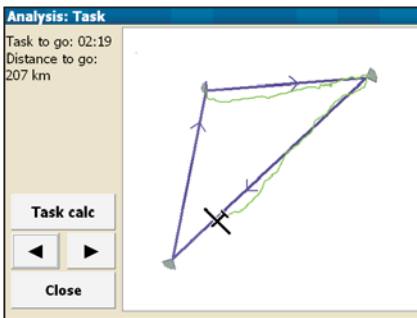 Analysis: Task
Task to go: 02:19
Distance to go:
207 km
Task calc
Close